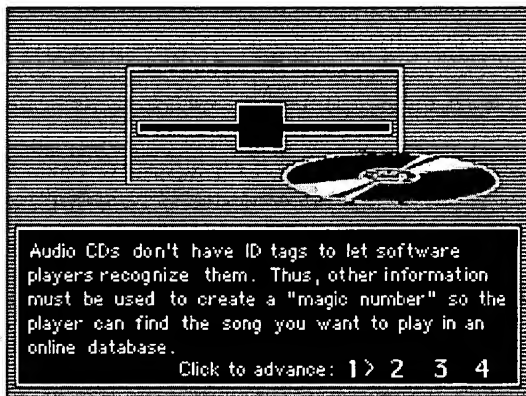 Audio CDs don't have ID tags to let software
players recognize them. Thus, other information
must be used to create a "magic number" so the
player can find the song you want to play in an
online database.
Click to advance: 1> 2 3 4